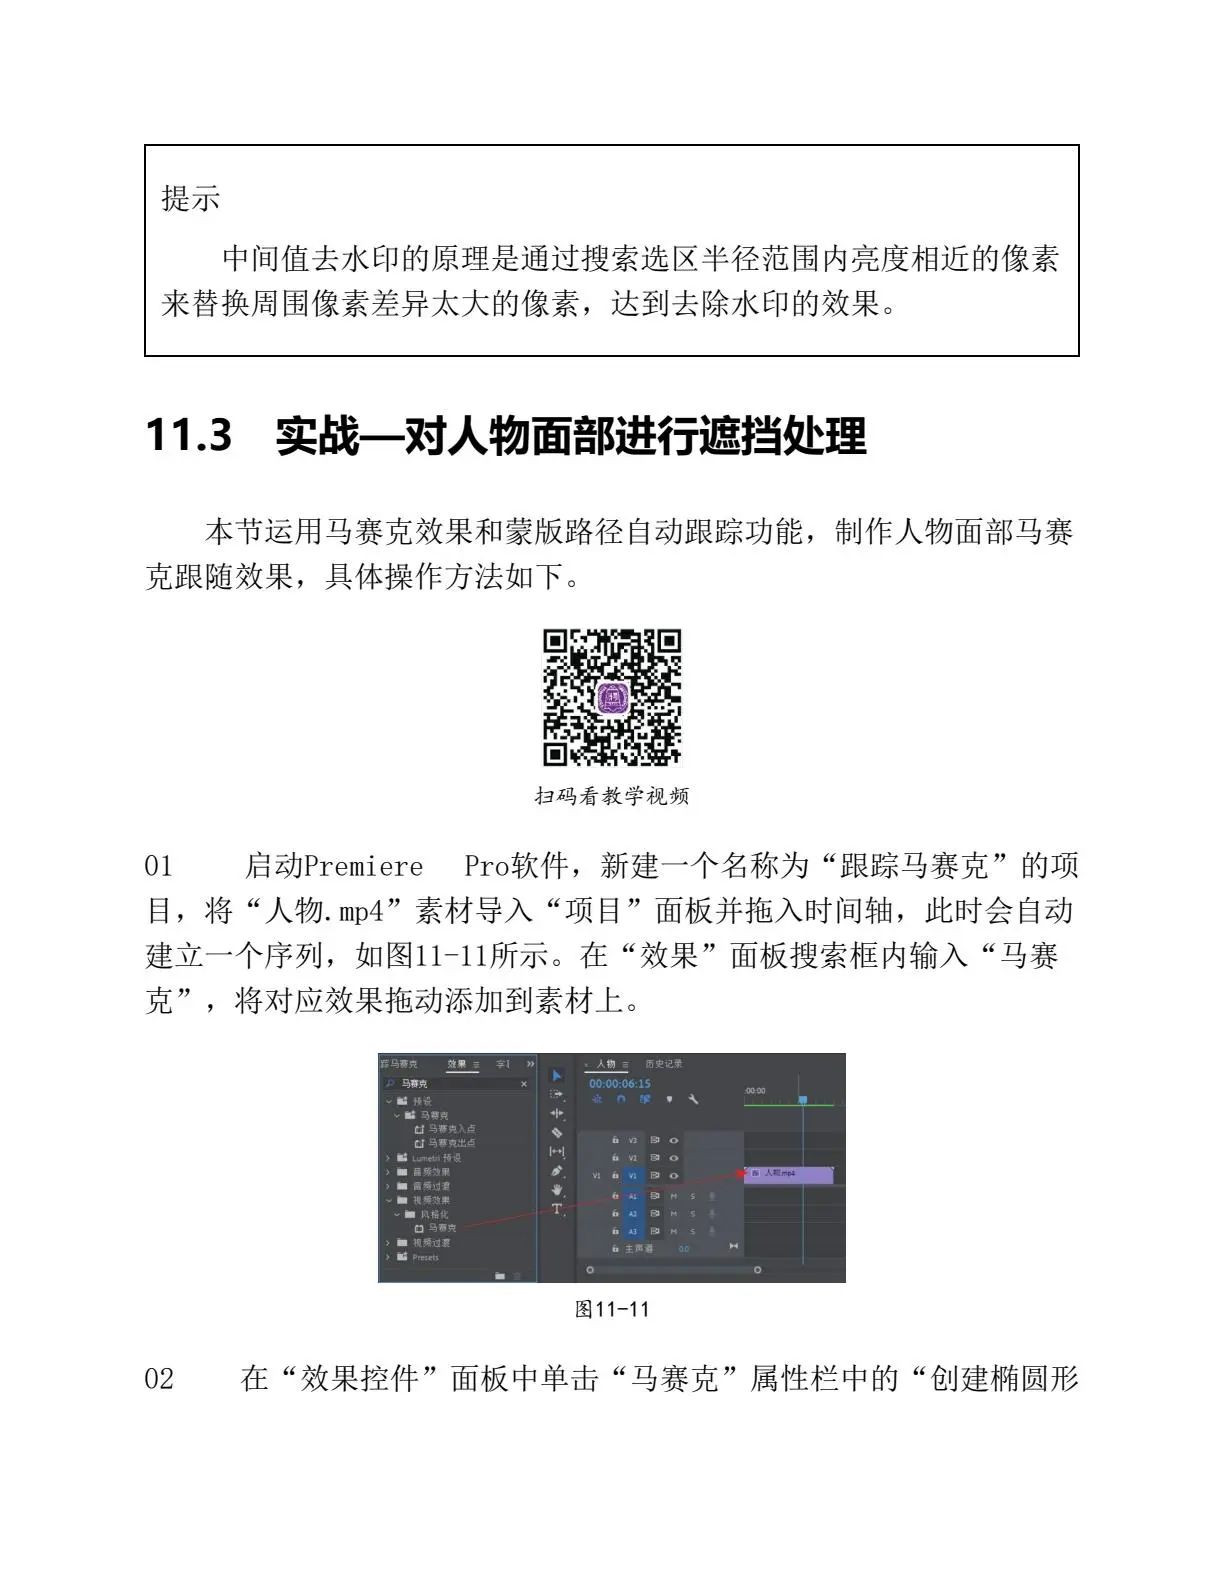 提示
中间值去水印的原理是通过搜索选区半径范围内亮度相近的像素
来替换周围像素差异太大的像素，达到去除水印的效果。
11.3 实战—对人物面部进行遮挡处理
本节运用马赛克效果和蒙版路径自动跟踪功能，制作人物面部马赛
克跟随效果，具体操作方法如下。
扫码看教学视频
01 启动Premiere Pro软件，新建一个名称为“跟踪马赛克”的项
目，将“人物.mp4”素材导入“项目”面板并拖入时间轴，此时会自动
建立一个序列，如图11-11所示。在“效果”面板搜索框内输入“马赛
克”，将对应效果拖动添加到素材上。
踪马赛克 效果 字
马赛克
预设
马赛克
马赛克入点
马赛克出点
Lumetri 预设
音频效果
音频过渡
视频效果
风格化
马赛克
视频过渡
Presets
人物 历史记录
00:00:06:15
:00:00
V3
V2
V1 V1 人物.mp4
A1 M S
A2 M S
A3 M S
主声道 0.0
图11-11
02 在“效果控件”面板中单击“马赛克”属性栏中的“创建椭圆形